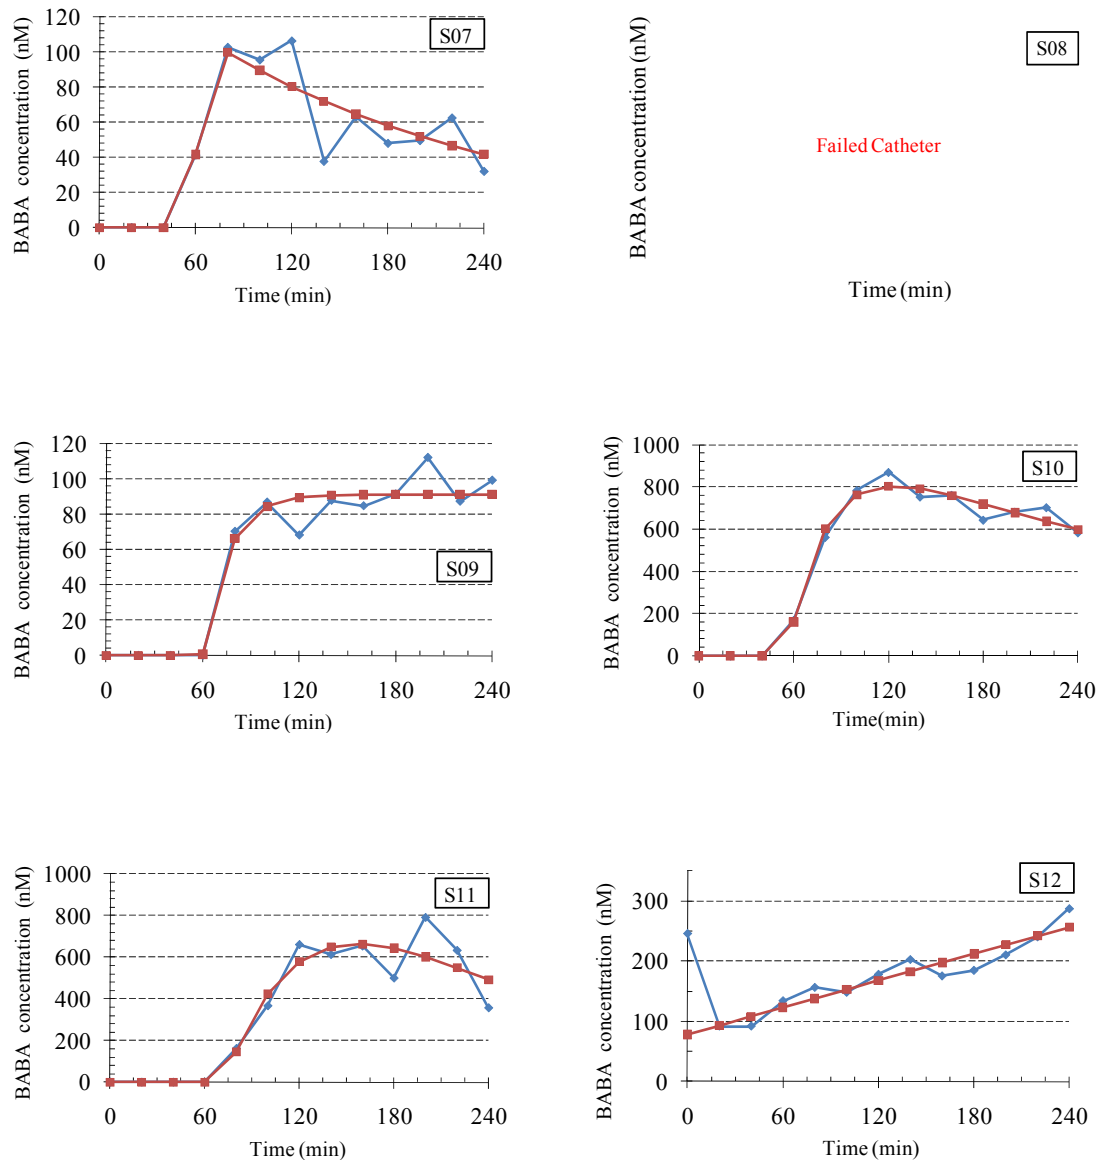 BABA concentration (nM)
120
100
80
60
40
20
0
S07
0 60 120 180 240
Time (min)
BABA concentration (nM)
S08
Failed Catheter
Time (min)
BABA concentration (nM)
120
100
80
60
40
20
0
S09
0 60 120 180 240
Time (min)
BABA concentration (nM)
1000
800
600
400
200
0
S10
0 60 120 180 240
Time(min)
BABA concentration (nM)
1000
800
600
400
200
0
S11
0 60 120 180 240
Time (min)
BABA concentration (nM)
300
200
100
0
S12
0 60 120 180 240
Time (min)